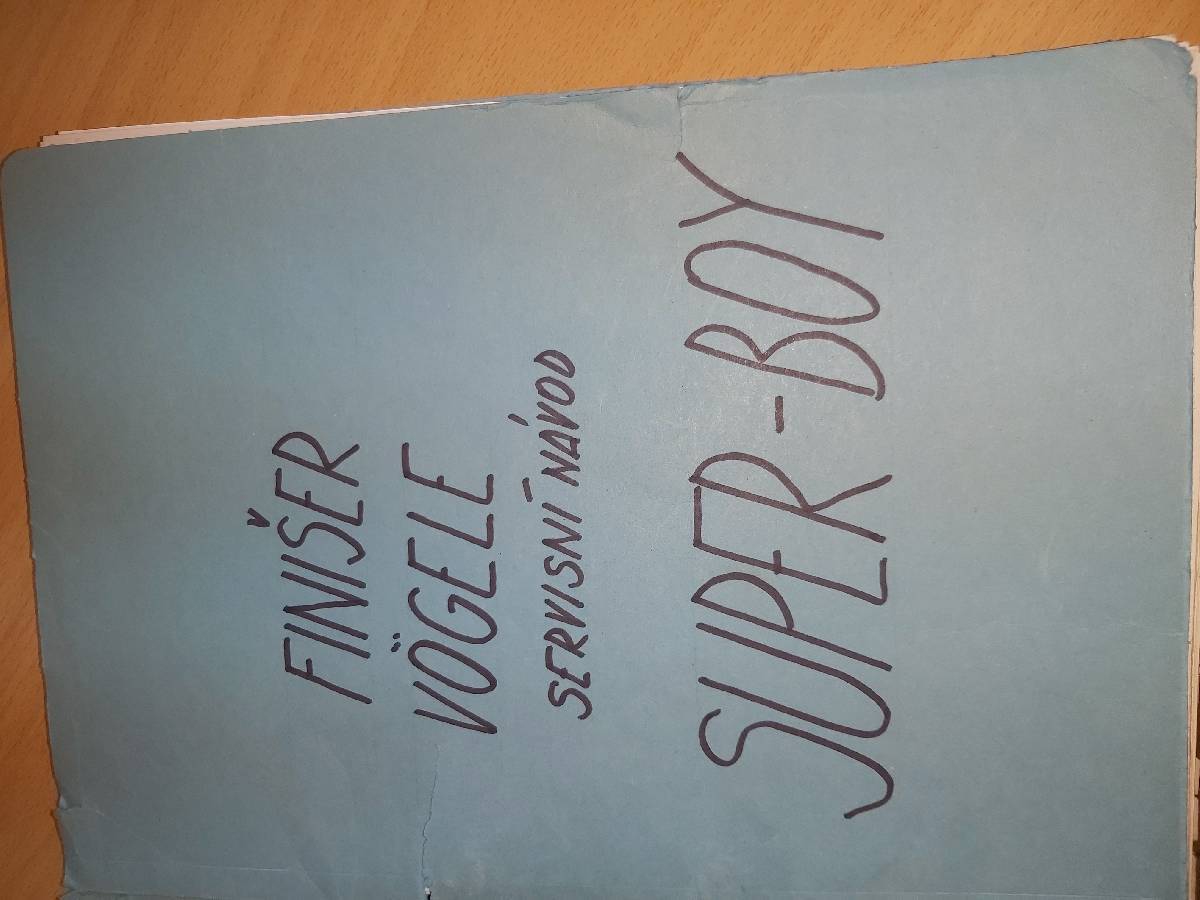 FINIŠER
VÖGELE
SERVISNÍ NÁVOD
SUPER-BOY